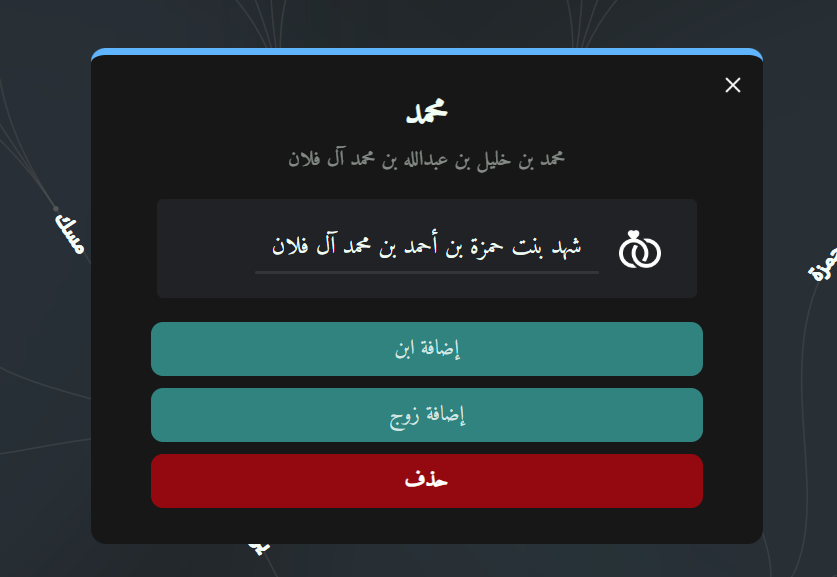 محمد
محمد بن خليل بن عبدالله بن محمد آل فلان
شهد بنت حمزة بن أحمد بن محمد آل فلان
إضافة ابن
إضافة زوج
حذف
مسك
حمزة